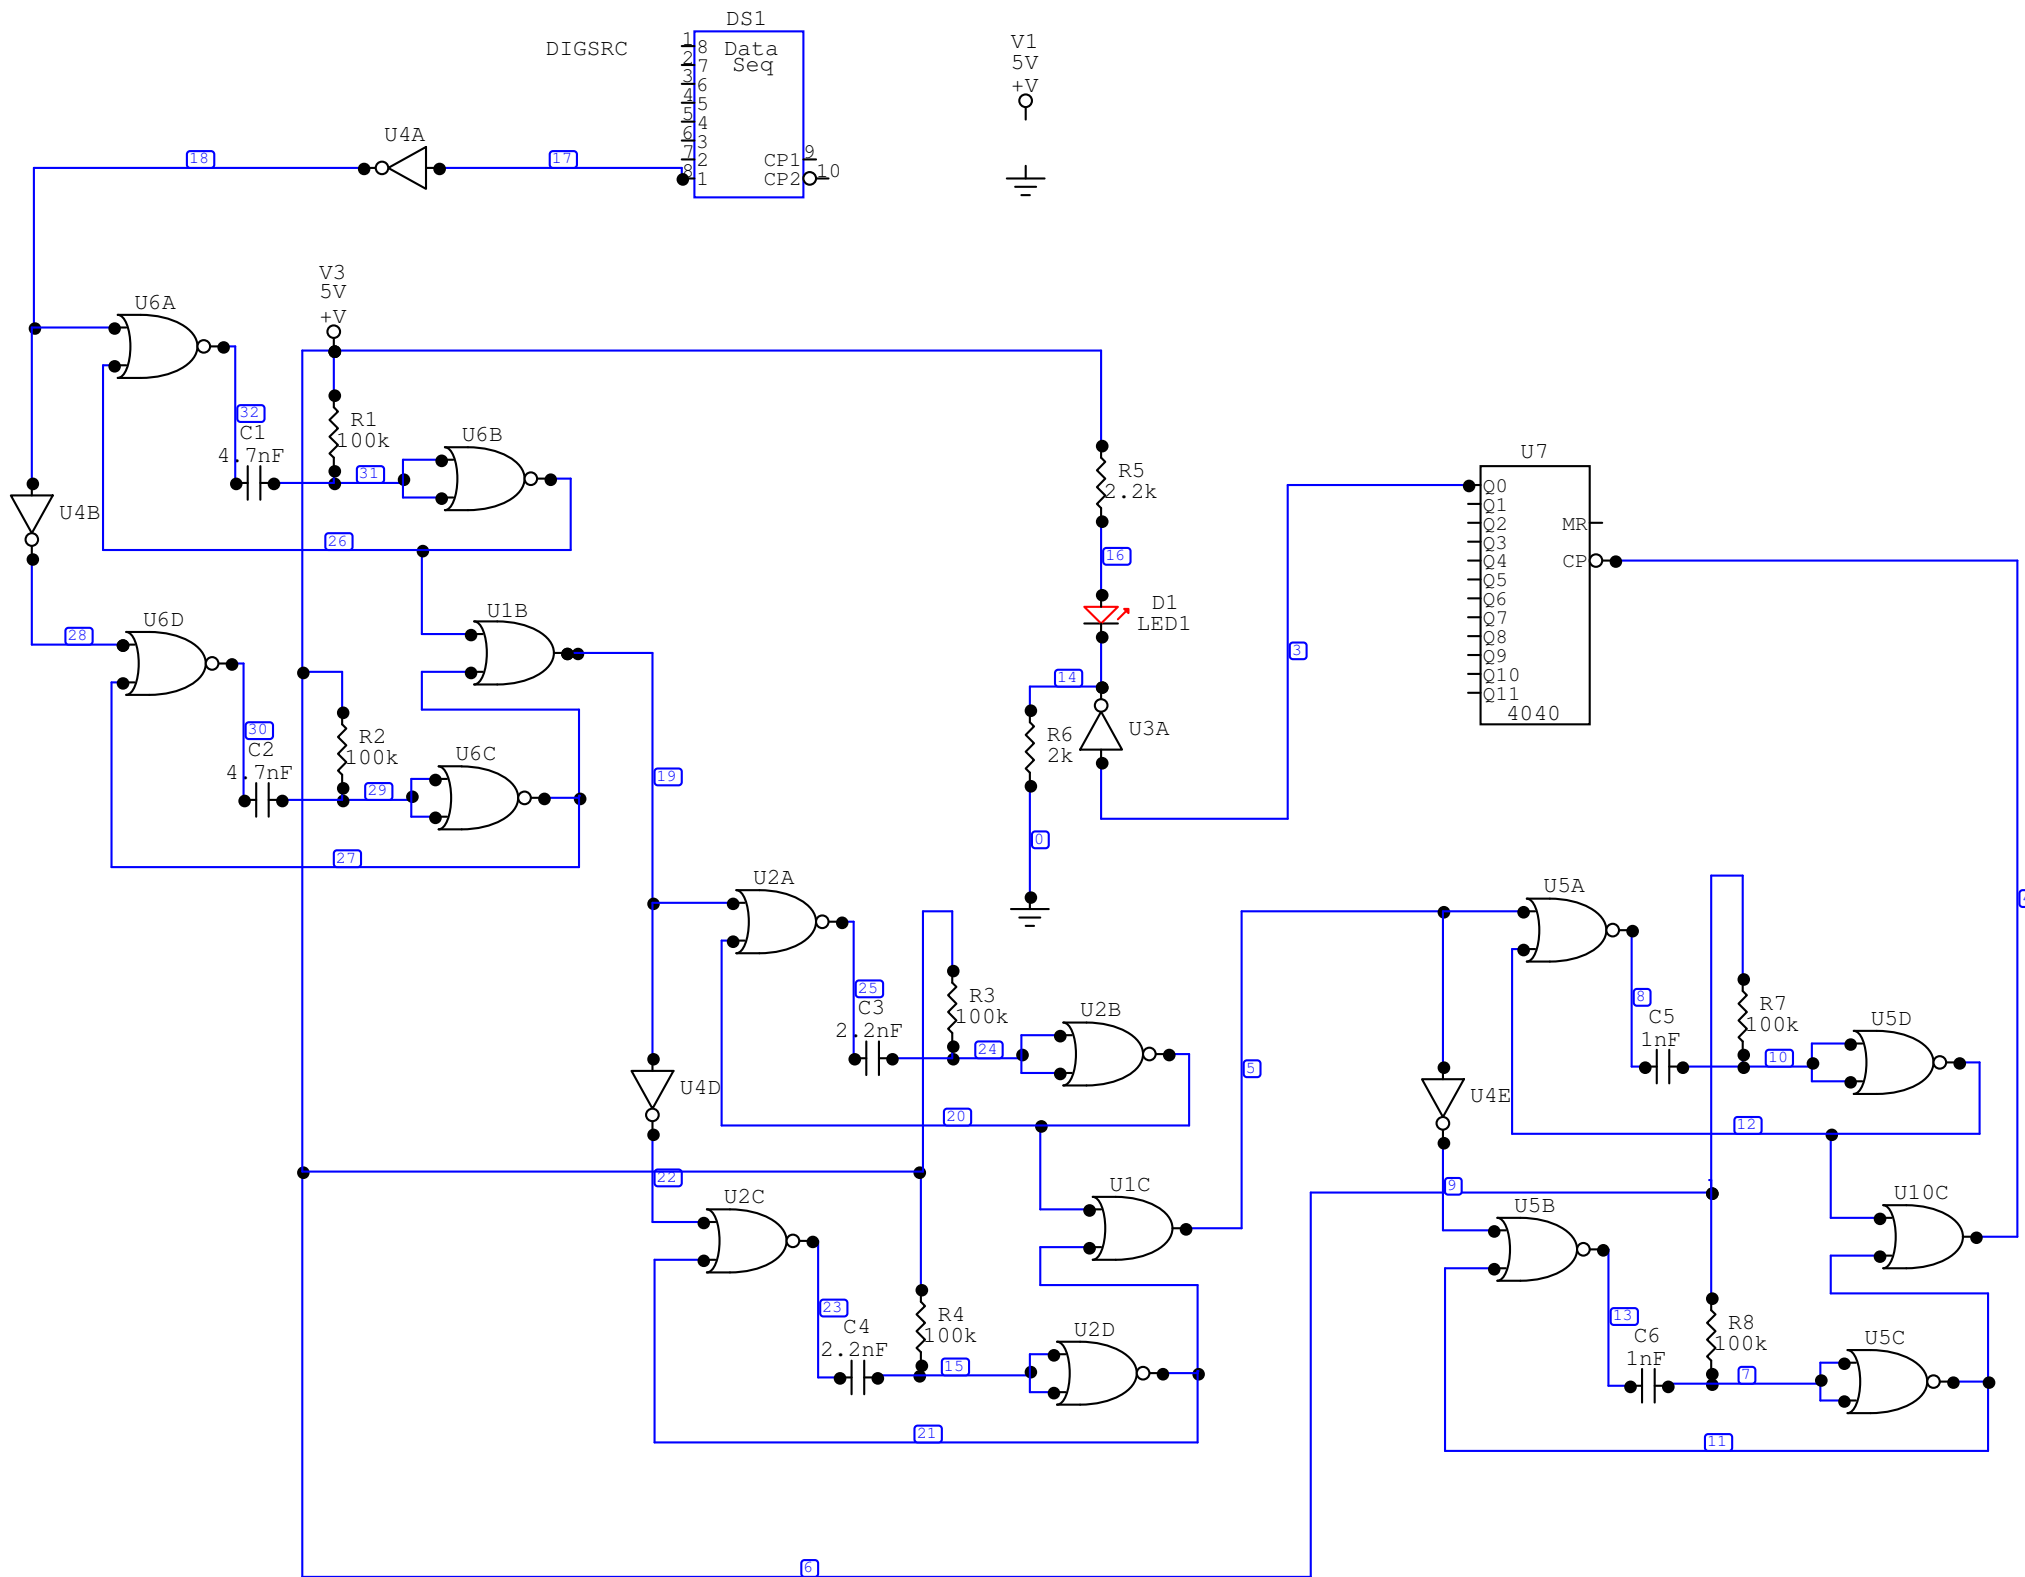 DS1
DIGSRC
Data
Seq
1 8
2 7
3 6
4 5
5 4
6 3
7 2
8 1
CP1 9
CP2 10
V1
5V
+V
U4A
18
17
V3
5V
+V
U6A
32
C1
4.7nF
R1
100k
31
U6B
U4B
26
R5
2.2k
16
D1
LED1
U7
Q0
Q1
Q2
Q3
Q4
Q5
Q6
Q7
Q8
Q9
Q10
Q11
MR
CP
4040
28
U6D
U1B
3
14
30
C2
4.7nF
R2
100k
29
U6C
R6
2k
U3A
19
27
0
U2A
25
C3
2.2nF
R3
100k
24
U2B
5
U4D
20
22
U2C
U1C
23
C4
2.2nF
R4
100k
15
U2D
21
U5A
8
C5
1nF
R7
100k
10
U5D
U4E
12
9
U5B
U10C
13
C6
1nF
R8
100k
7
U5C
11
6